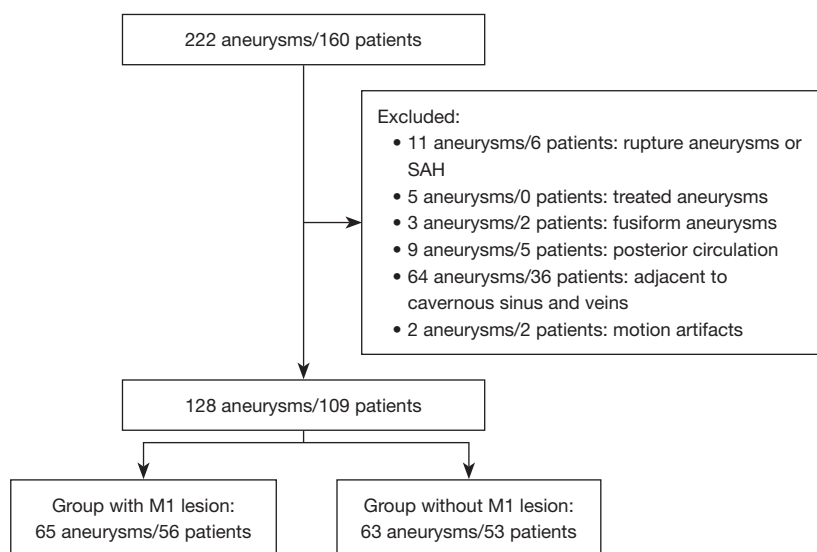 222 aneurysms/160 patients
Excluded:
• 11 aneurysms/6 patients: rupture aneurysms or
SAH
• 5 aneurysms/0 patients: treated aneurysms
• 3 aneurysms/2 patients: fusiform aneurysms
• 9 aneurysms/5 patients: posterior circulation
• 64 aneurysms/36 patients: adjacent to
cavernous sinus and veins
• 2 aneurysms/2 patients: motion artifacts
128 aneurysms/109 patients
Group with M1 lesion:
65 aneurysms/56 patients
Group without M1 lesion:
63 aneurysms/53 patients